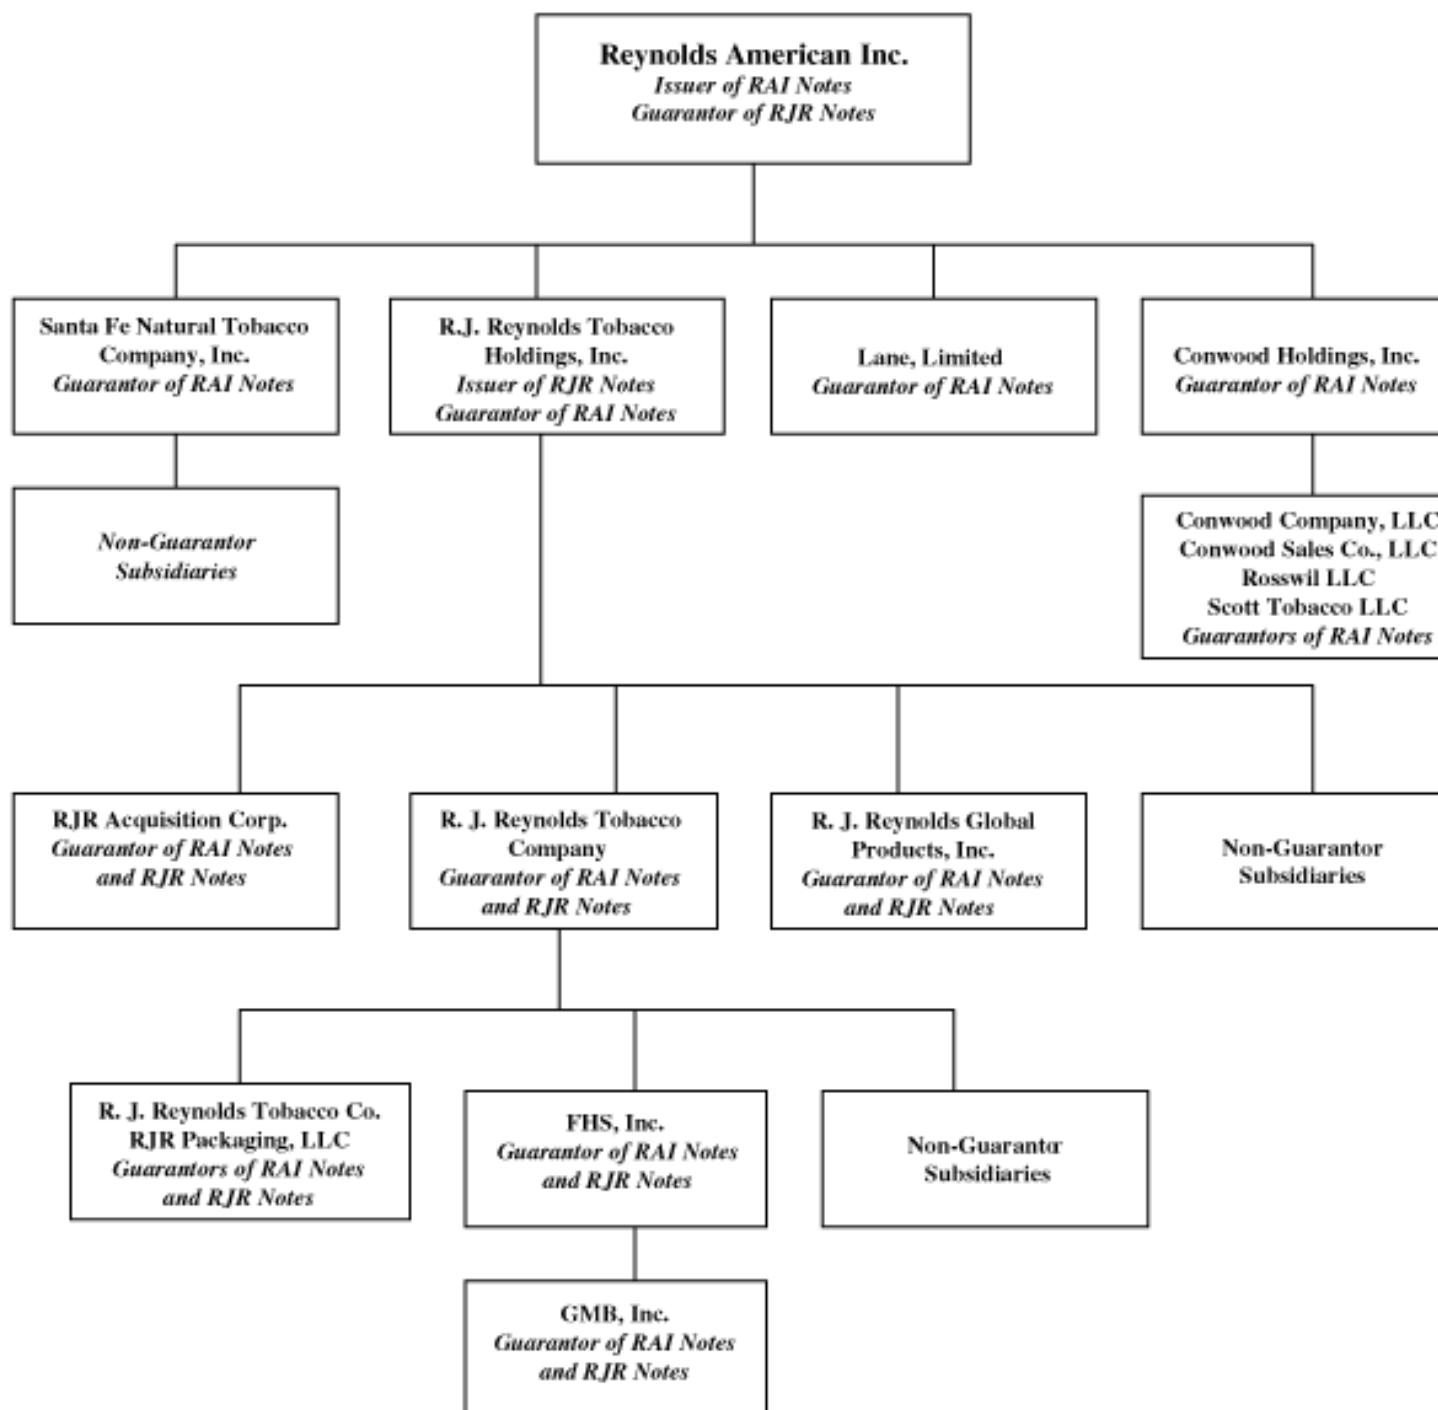 Reynolds American Inc.
Issuer of RAI Notes
Guarantor of RJR Notes
Santa Fe Natural Tobacco
Company, Inc.
Guarantor of RAI Notes
R.J. Reynolds Tobacco
Holdings, Inc.
Issuer of RJR Notes
Guarantor of RAI Notes
Lane, Limited
Guarantor of RAI Notes
Conwood Holdings, Inc.
Guarantor of RAI Notes
Non-Guarantor
Subsidiaries
Conwood Company, LLC
Conwood Sales Co., LLC
Rosswil LLC
Scott Tobacco LLC
Guarantors of RAI Notes
RJR Acquisition Corp.
Guarantor of RAI Notes
and RJR Notes
R. J. Reynolds Tobacco
Company
Guarantor of RAI Notes
and RJR Notes
R. J. Reynolds Global
Products, Inc.
Guarantor of RAI Notes
and RJR Notes
Non-Guarantor
Subsidiaries
R. J. Reynolds Tobacco Co.
RJR Packaging, LLC
Guarantors of RAI Notes
and RJR Notes
FHS, Inc.
Guarantor of RAI Notes
and RJR Notes
Non-Guarantor
Subsidiaries
GMB, Inc.
Guarantor of RAI Notes
and RJR Notes